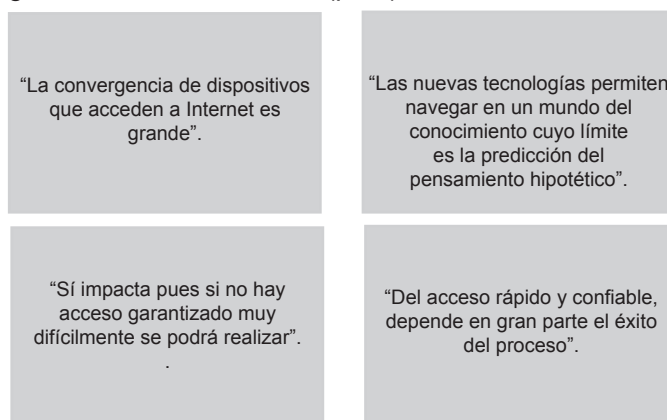 “La convergencia de dispositivos
que acceden a Internet es
grande”.
“Las nuevas tecnologías permiten
navegar en un mundo del
conocimiento cuyo límite
es la predicción del
pensamiento hipotético”.
“Sí impacta pues si no hay
acceso garantizado muy
difícilmente se podrá realizar”.
.
“Del acceso rápido y confiable,
depende en gran parte el éxito
del proceso”.